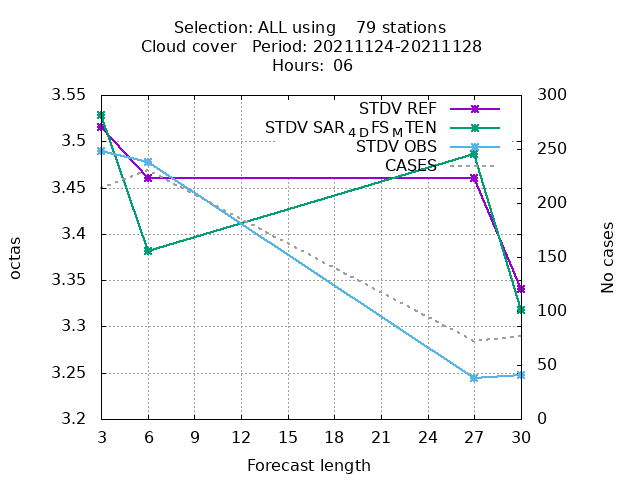 Selection: ALL using    79 stations
Cloud cover   Period: 20211124-20211128
Hours:  06
STDV REF
STDV SAR 4 D FS M TEN
STDV OBS
CASES
3.55
3.5
3.45
3.4
3.35
3.3
3.25
3.2
octas
300
250
200
150
100
50
0
No cases
3 6 9 12 15 18 21 24 27 30
Forecast length